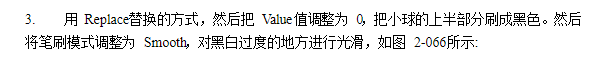 3. 用 Replace替换的方式，然后把 Value值调整为 0，把小球的上半部分刷成黑色。然后
将笔刷模式调整为 Smooth，对黑白过度的地方进行光滑，如图 2-066所示: